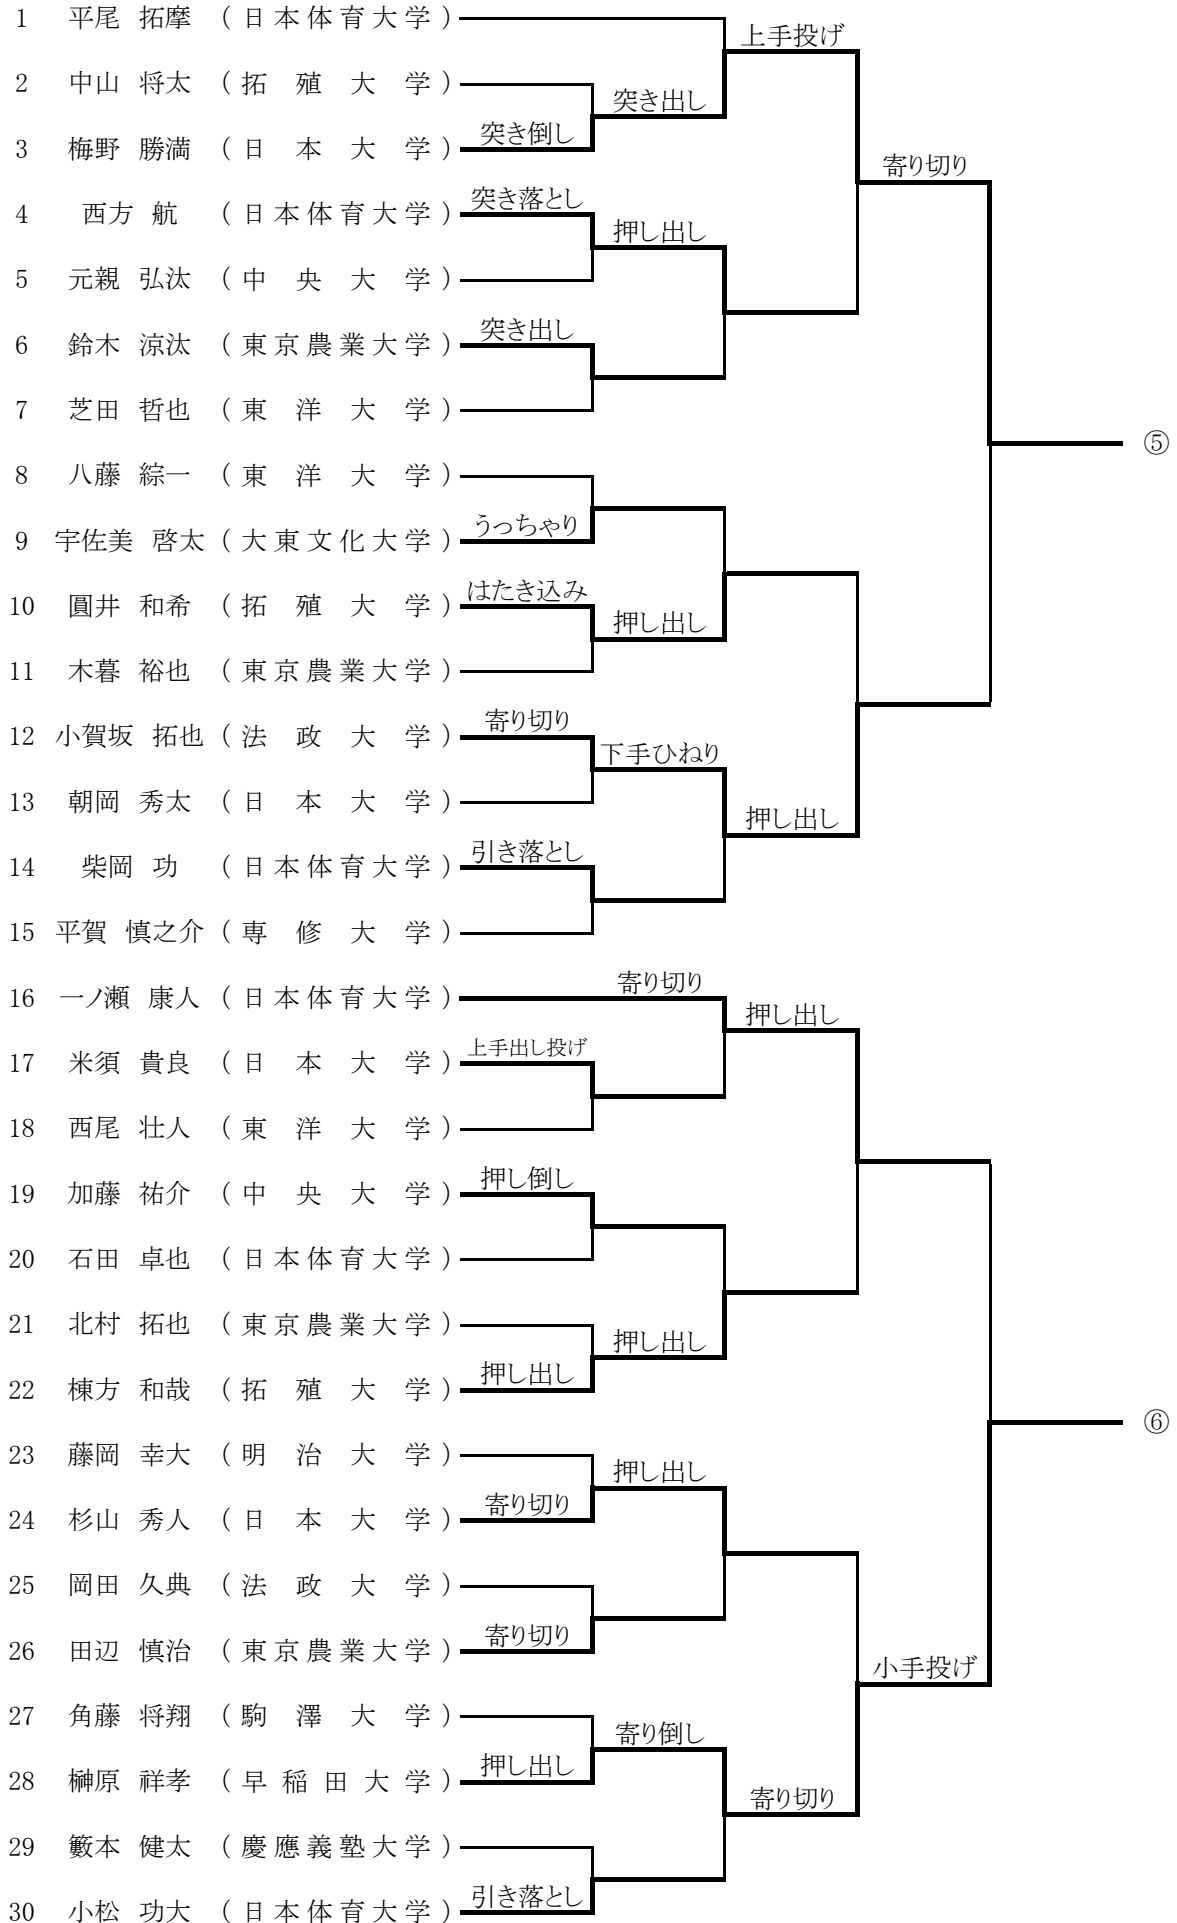 1 平尾 拓摩 (日本体育大学)
上手投げ
2 中山 将太 (拓殖大学)
突き出し
突き倒し
3 梅野 勝満 (日本大学)
寄り切り
突き落とし
4 西方 航 (日本体育大学)
押し出し
5 元親 弘汰 (中央大学)
突き出し
6 鈴木 涼汰 (東京農業大学)
7 芝田 哲也 (東洋大学)
⑤
8 八藤 綜一 (東洋大学)
うっちゃり
9 宇佐美 啓太 (大東文化大学)
はたき込み
10 圓井 和希 (拓殖大学)
押し出し
11 木暮 裕也 (東京農業大学)
寄り切り
12 小賀坂 拓也 (法政大学)
下手ひねり
13 朝岡 秀太 (日本大学)
押し出し
引き落とし
14 柴岡 功 (日本体育大学)
15 平賀 慎之介 (専修大学)
寄り切り
16 一ノ瀬 康人 (日本体育大学)
押し出し
上手出し投げ
17 米須 貴良 (日本大学)
18 西尾 壮人 (東洋大学)
押し倒し
19 加藤 祐介 (中央大学)
20 石田 卓也 (日本体育大学)
21 北村 拓也 (東京農業大学)
押し出し
押し出し
22 棟方 和哉 (拓殖大学)
⑥
23 藤岡 幸大 (明治大学)
押し出し
寄り切り
24 杉山 秀人 (日本大学)
25 岡田 久典 (法政大学)
寄り切り
26 田辺 慎治 (東京農業大学)
小手投げ
27 角藤 将翔 (駒澤大学)
寄り倒し
押し出し
28 榊原 祥孝 (早稲田大学)
寄り切り
29 籔本 健太 (慶應義塾大学)
引き落とし
30 小松 功大 (日本体育大学)